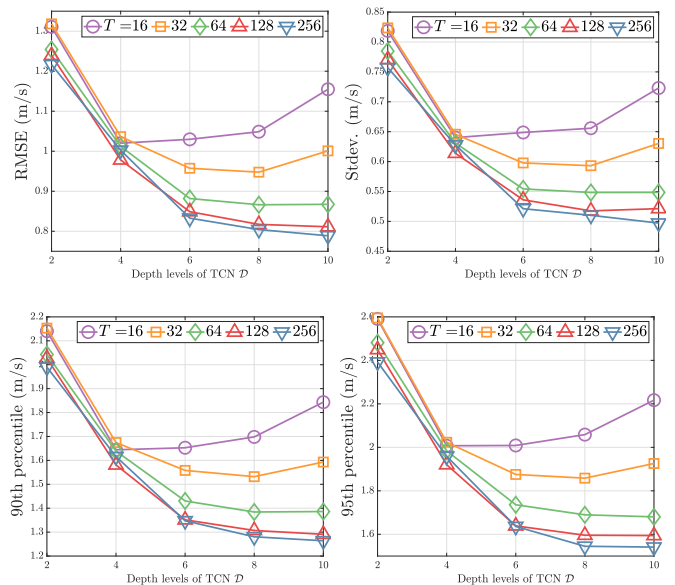 T = 16 32 64 128 256
RMSE (m/s)
1.3
1.2
1.1
1
0.9
0.8
2 4 6 8 10
Depth levels of TCN 𝒟
T = 16 32 64 128 256
Stdev. (m/s)
0.85
0.8
0.75
0.7
0.65
0.6
0.55
0.5
0.45
2 4 6 8 10
Depth levels of TCN 𝒟
T = 16 32 64 128 256
90th percentile (m/s)
2.2
2.1
2
1.9
1.8
1.7
1.6
1.5
1.4
1.3
1.2
2 4 6 8 10
Depth levels of TCN 𝒟
T = 16 32 64 128 256
95th percentile (m/s)
2.6
2.4
2.2
2
1.8
1.6
2 4 6 8 10
Depth levels of TCN 𝒟